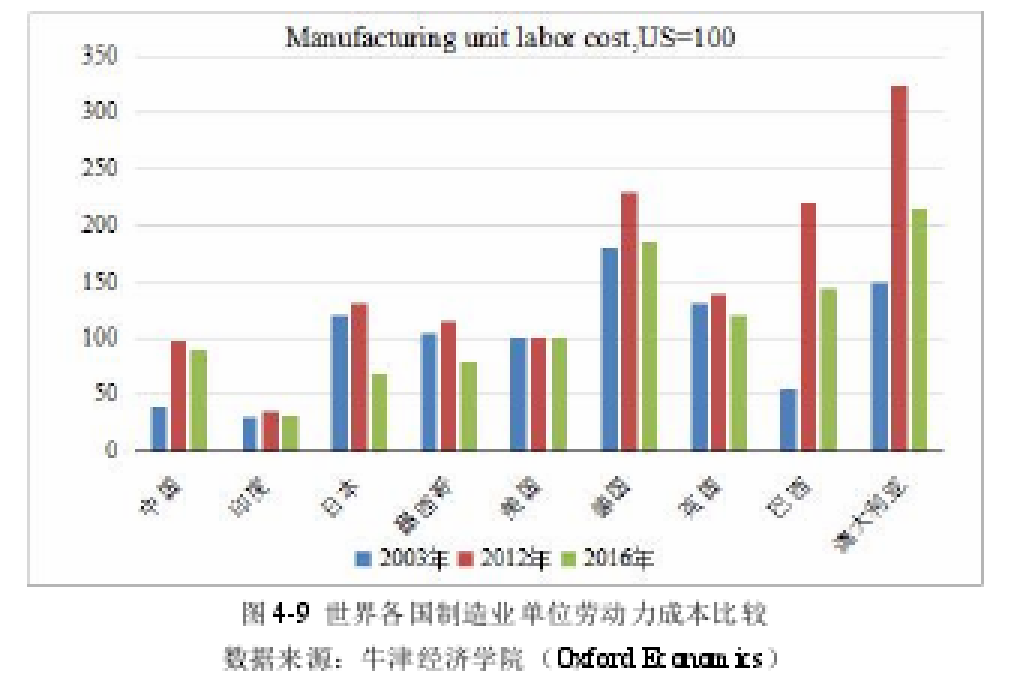 Manufacturing unit labor cost,US=100
350
300
250
200
150
100
50
0
中国
印度
日本
俄罗斯
美国
德国
英国
巴西
澳大利亚
2003年 2012年 2016年
图 4-9 世界各国制造业单位劳动力成本比较
数据来源：牛津经济学院（Oxford Economics）